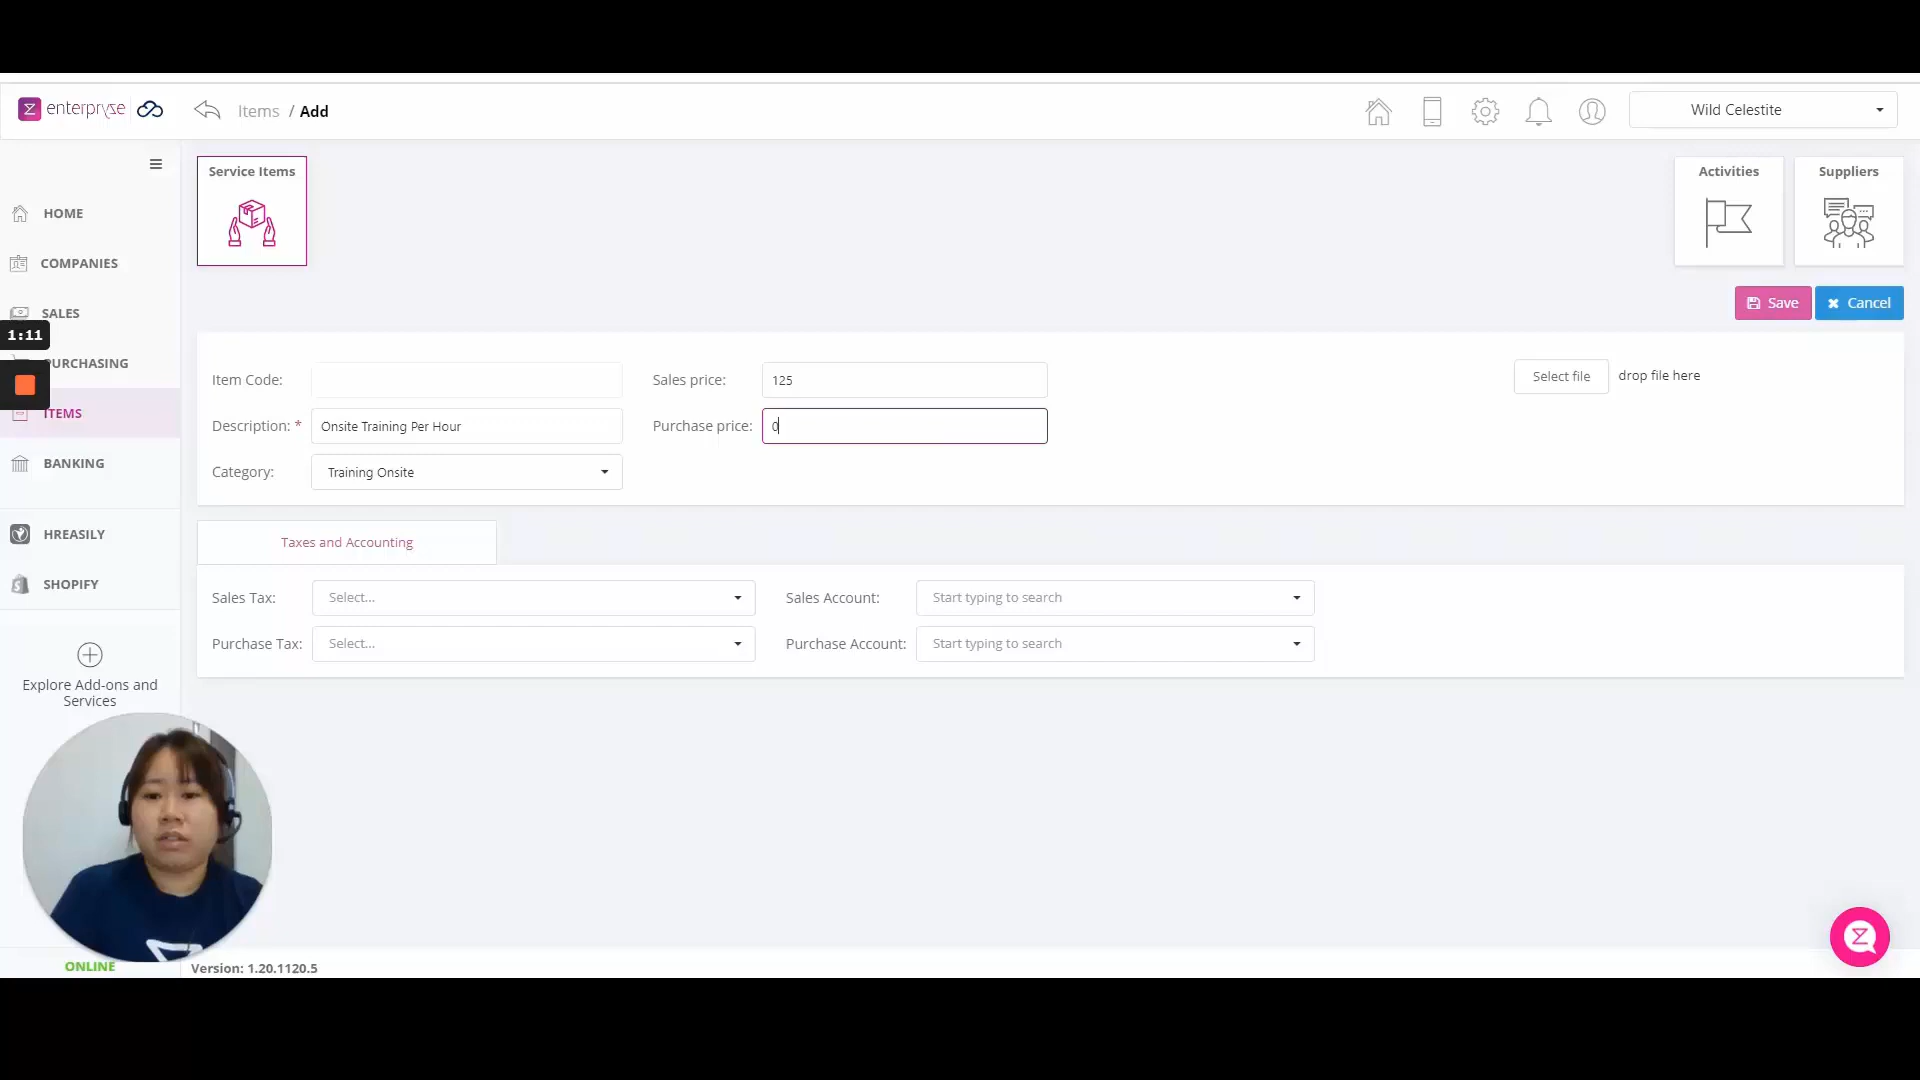 enterpryze
Items / Add
Wild Celestite
Service Items
Activities
Suppliers
HOME
COMPANIES
SALES
1:11
PURCHASING
ITEMS
BANKING
HREASILY
SHOPIFY
Explore Add-ons and
Services
Save
Cancel
Item Code:
Sales price:
125
Select file
drop file here
Description: *
Onsite Training Per Hour
Purchase price:
0
Category:
Training Onsite
Taxes and Accounting
Sales Tax:
Select...
Sales Account:
Start typing to search
Purchase Tax:
Select...
Purchase Account:
Start typing to search
ONLINE
Version: 1.20.1120.5